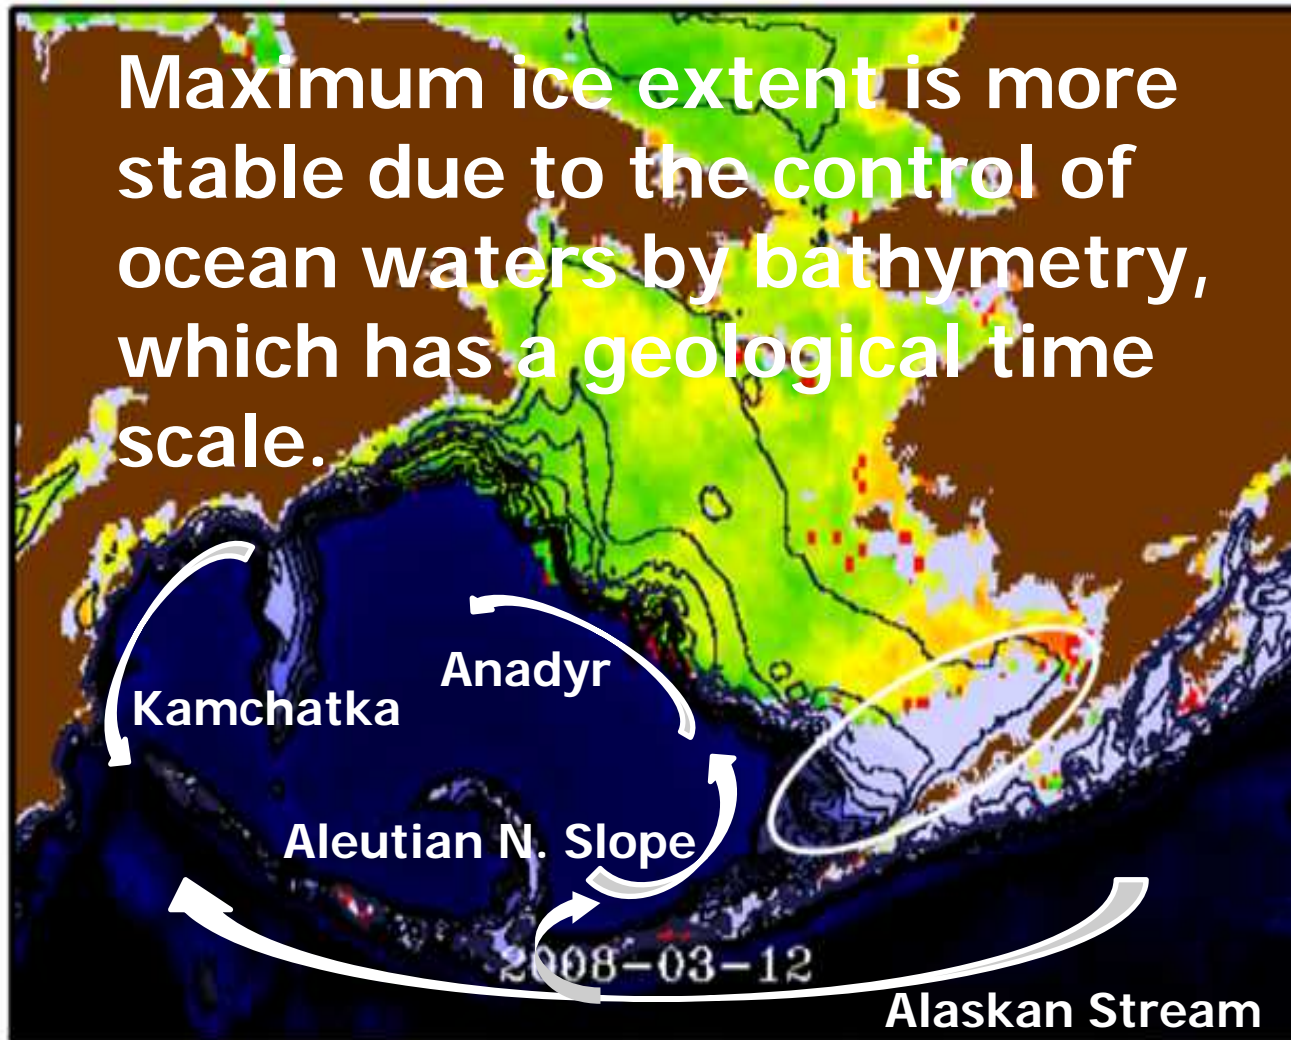 Maximum ice extent is more
stable due to the control of
ocean waters by bathymetry,
which has a geological time
scale.
Anadyr
Kamchatka
Aleutian N. Slope
2008-03-12
Alaskan Stream